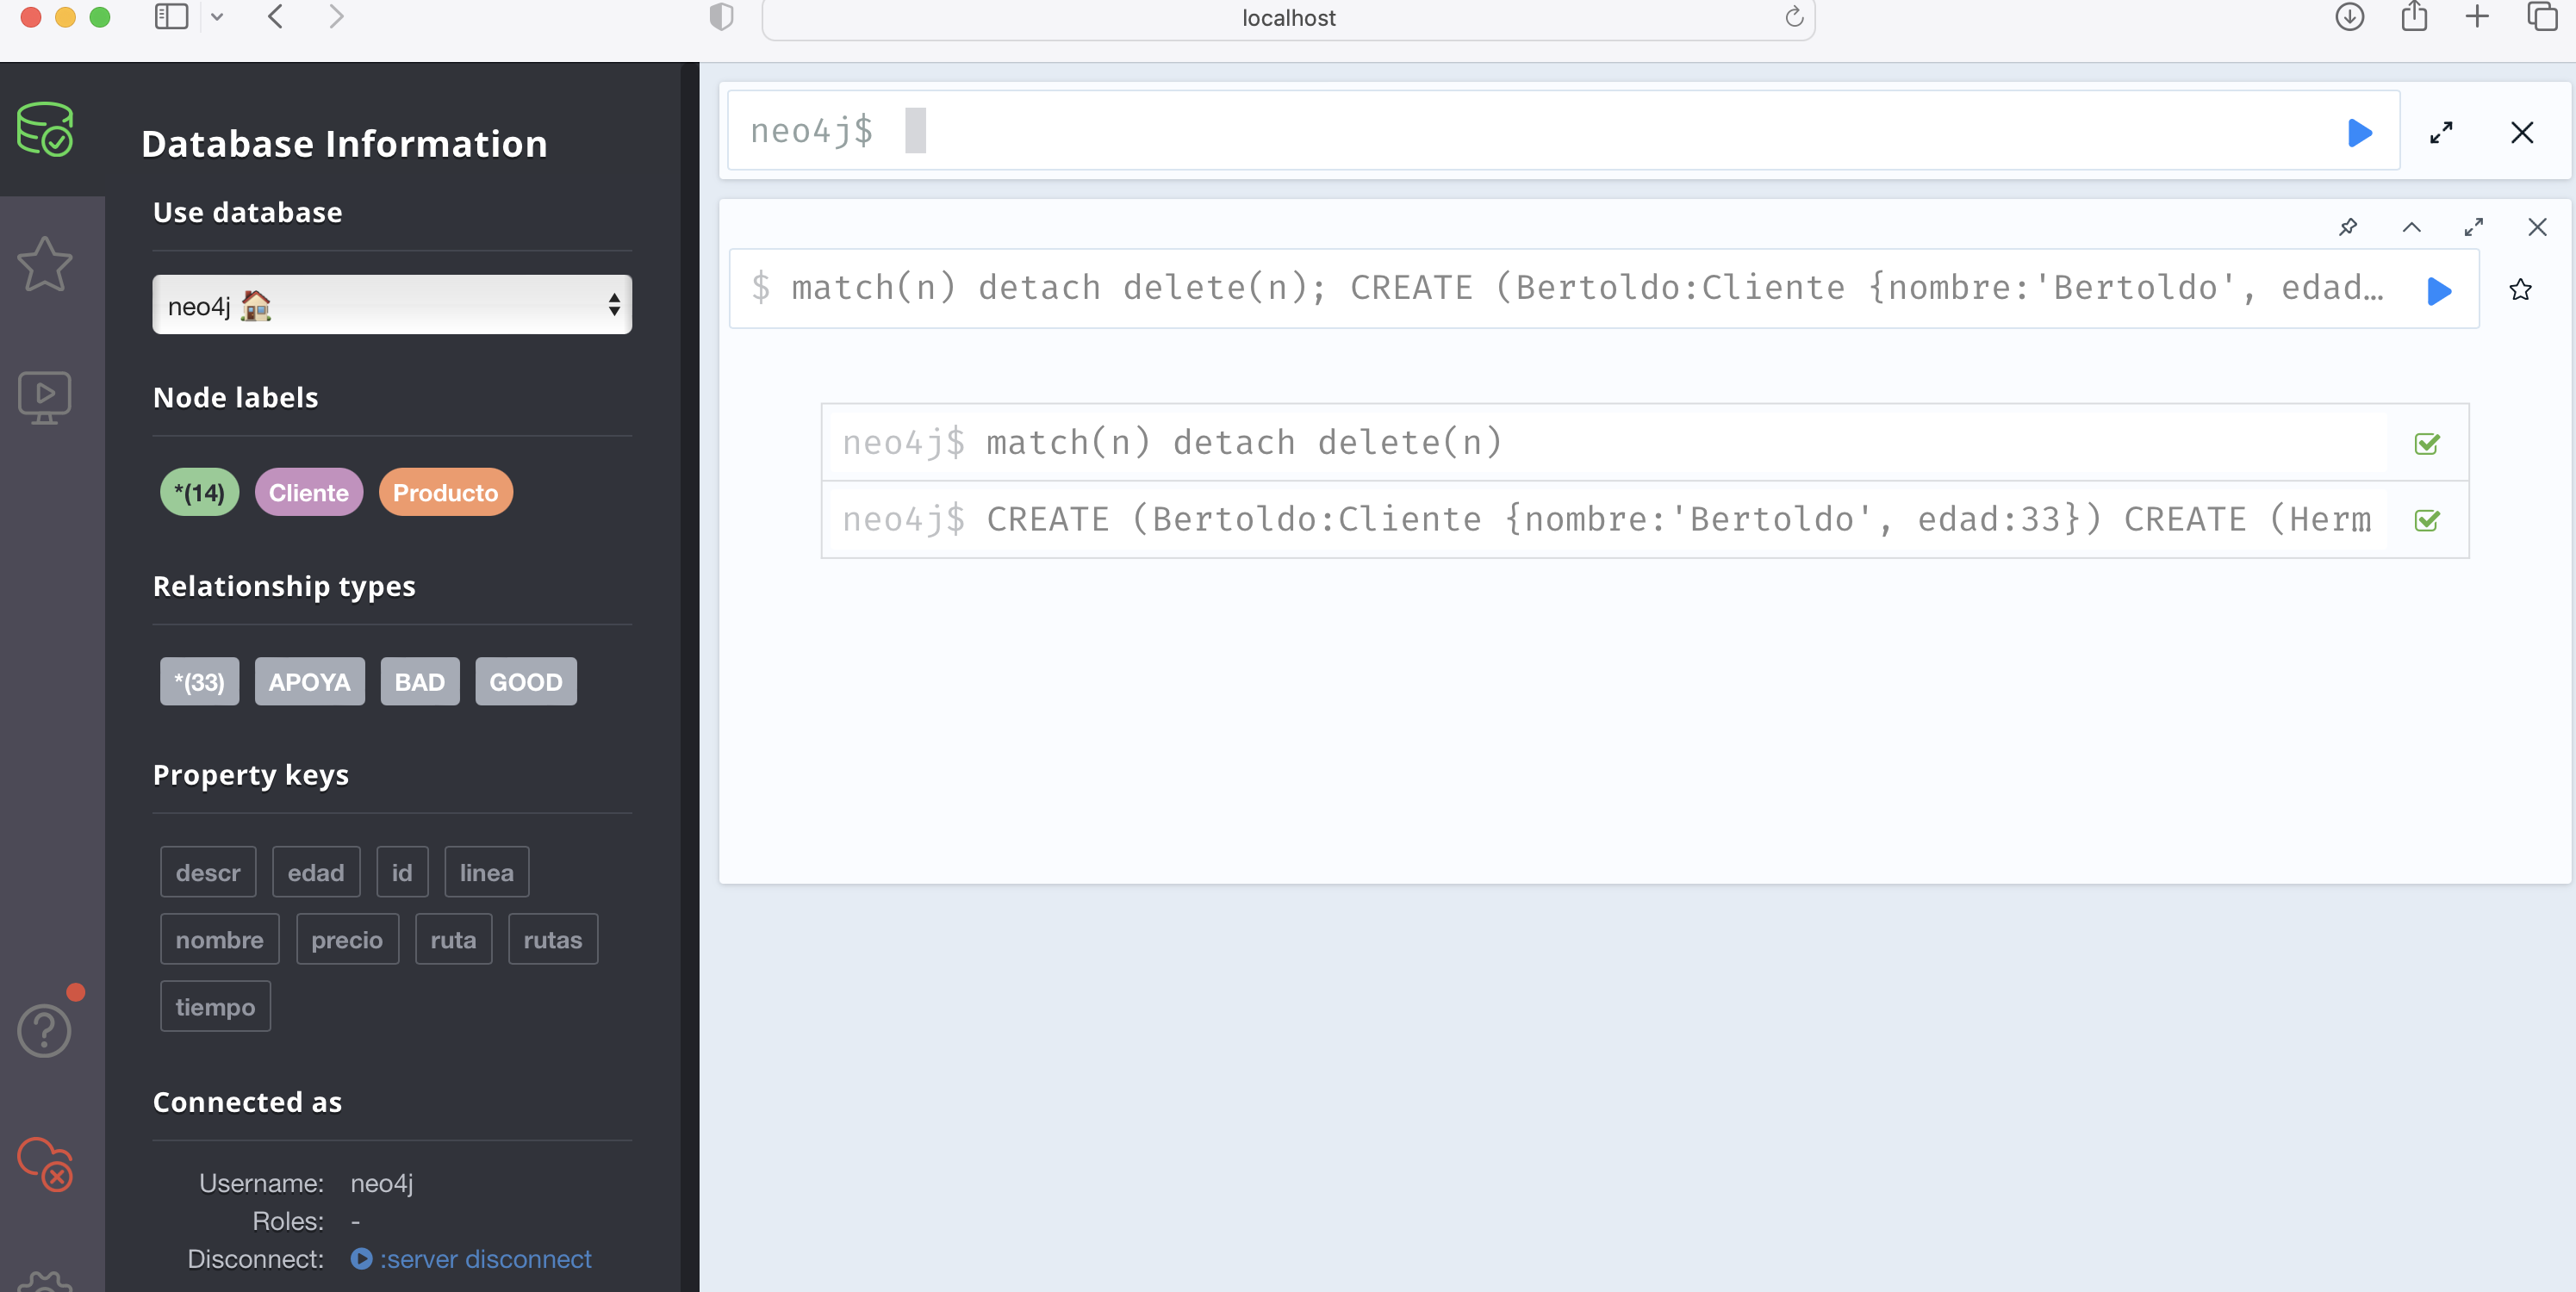 localhost
Database Information
Use database
neo4j
Node labels
*(14) Cliente Producto
Relationship types
*(33) APOYA BAD GOOD
Property keys
descr edad id linea
nombre precio ruta rutas
tiempo
Connected as
Username: neo4j
Roles: -
Disconnect: :server disconnect
neo4j$
$ match(n) detach delete(n); CREATE (Bertoldo:Cliente {nombre:'Bertoldo', edad…
neo4j$ match(n) detach delete(n)
neo4j$ CREATE (Bertoldo:Cliente {nombre:'Bertoldo', edad:33}) CREATE (Herm…